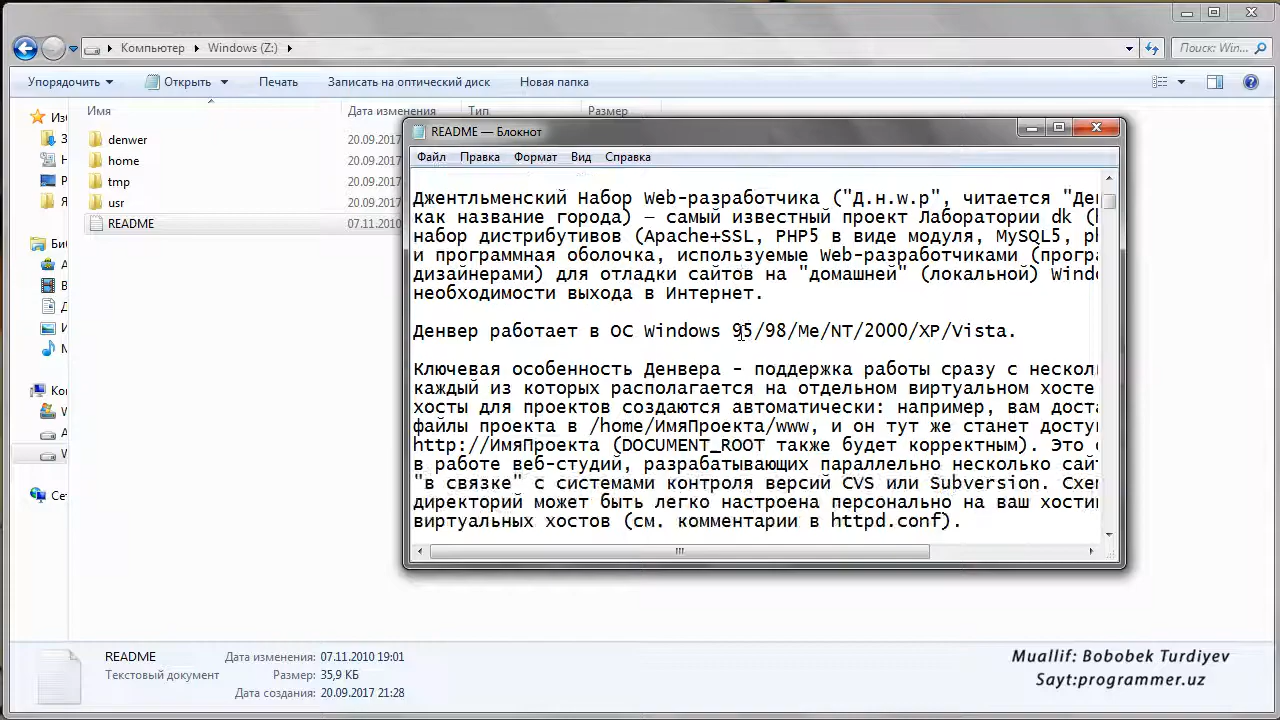 Компьютер
Windows (Z:)
Поиск: Win...
Упорядочить
Открыть
Печать
Записать на оптический диск
Новая папка
Имя
Дата изменения
Тип
Размер
denwer
20.09.2017
home
20.09.2017
tmp
20.09.2017
usr
20.09.2017
README
07.11.2010
README — Блокнот
Файл
Правка
Формат
Вид
Справка
Джентльменский Набор Web-разработчика ("Д.н.w.р", читается "Ден
как название города) — самый известный проект Лаборатории dk (
набор дистрибутивов (Apache+SSL, PHP5 в виде модуля, MySQL5, ph
и программная оболочка, используемые Web-разработчиками (програ
дизайнерами) для отладки сайтов на "домашней" (локальной) Windo
необходимости выхода в Интернет.
Денвер работает в ОС Windows 95/98/Me/NT/2000/XP/Vista.
Ключевая особенность Денвера - поддержка работы сразу с нескол
каждый из которых располагается на отдельном виртуальном хосте
хосты для проектов создаются автоматически: например, вам доста
файлы проекта в /home/ИмяПроекта/www, и он тут же станет досту
http://ИмяПроекта (DOCUMENT_ROOT также будет корректным). Это
в работе веб-студий, разрабатывающих параллельно несколько сай
"в связке" с системами контроля версий CVS или Subversion. Схем
директорий может быть легко настроена персонально на ваш хости
виртуальных хостов (см. комментарии в httpd.conf).
README
Дата изменения: 07.11.2010 19:01
Текстовый документ
Размер: 35,9 КБ
Дата создания: 20.09.2017 21:28
Muallif: Bobobek Turdiyev
Sayt:programmer.uz